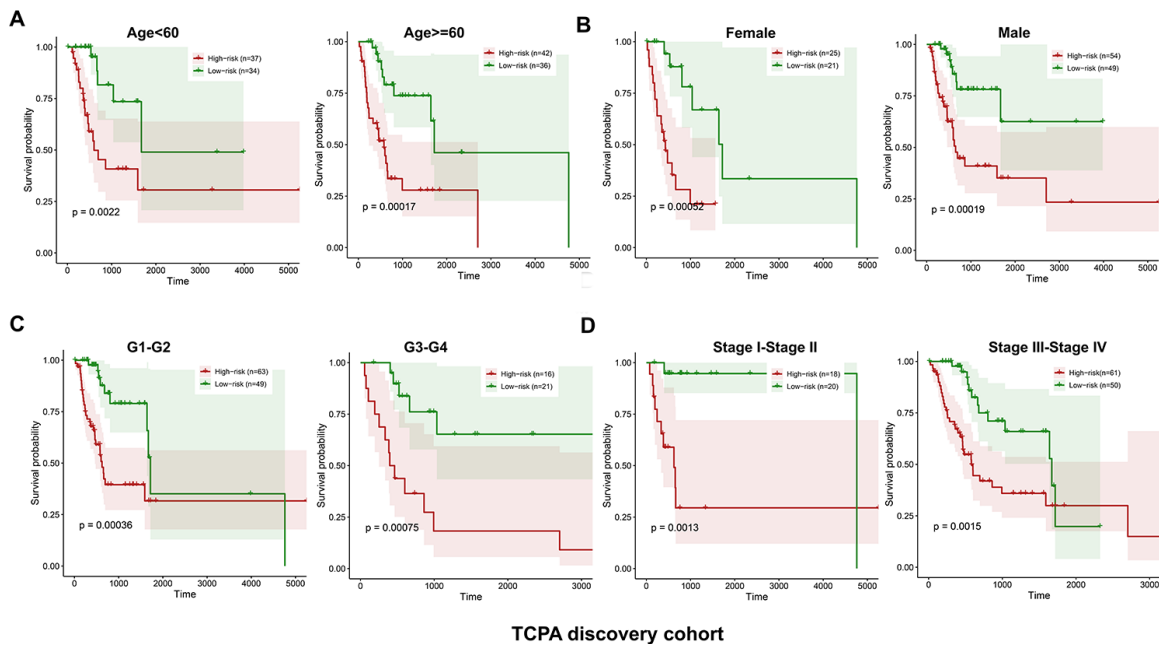 A
Age<60
High−risk (n=37)
Low−risk (n=34)
Survival probability
1.00
0.75
0.50
0.25
0.00
p = 0.0022
0 1000 2000 3000 4000 5000
Time
Age>=60
High−risk (n=42)
Low−risk (n=36)
Survival probability
1.00
0.75
0.50
0.25
0.00
p = 0.00017
0 1000 2000 3000 4000 5000
Time
B
Female
High−risk (n=25)
Low−risk (n=21)
Survival probability
1.00
0.75
0.50
0.25
0.00
p = 0.00052
0 1000 2000 3000 4000 5000
Time
Male
High−risk (n=54)
Low−risk (n=49)
Survival probability
1.00
0.75
0.50
0.25
0.00
p = 0.00019
0 1000 2000 3000 4000 5000
Time
C
G1-G2
High−risk (n=63)
Low−risk (n=49)
Survival probability
1.00
0.75
0.50
0.25
0.00
p = 0.00036
0 1000 2000 3000 4000 5000
Time
G3-G4
High−risk (n=16)
Low−risk (n=21)
Survival probability
1.00
0.75
0.50
0.25
0.00
p = 0.00075
0 1000 2000 3000
Time
D
Stage I-Stage II
High−risk (n=18)
Low−risk (n=20)
Survival probability
1.00
0.75
0.50
0.25
0.00
p = 0.0013
0 1000 2000 3000 4000 5000
Time
Stage III-Stage IV
High−risk(n=61)
Low−risk (n=50)
Survival probability
1.00
0.75
0.50
0.25
0.00
p = 0.0015
0 1000 2000 3000
Time
TCPA discovery cohort